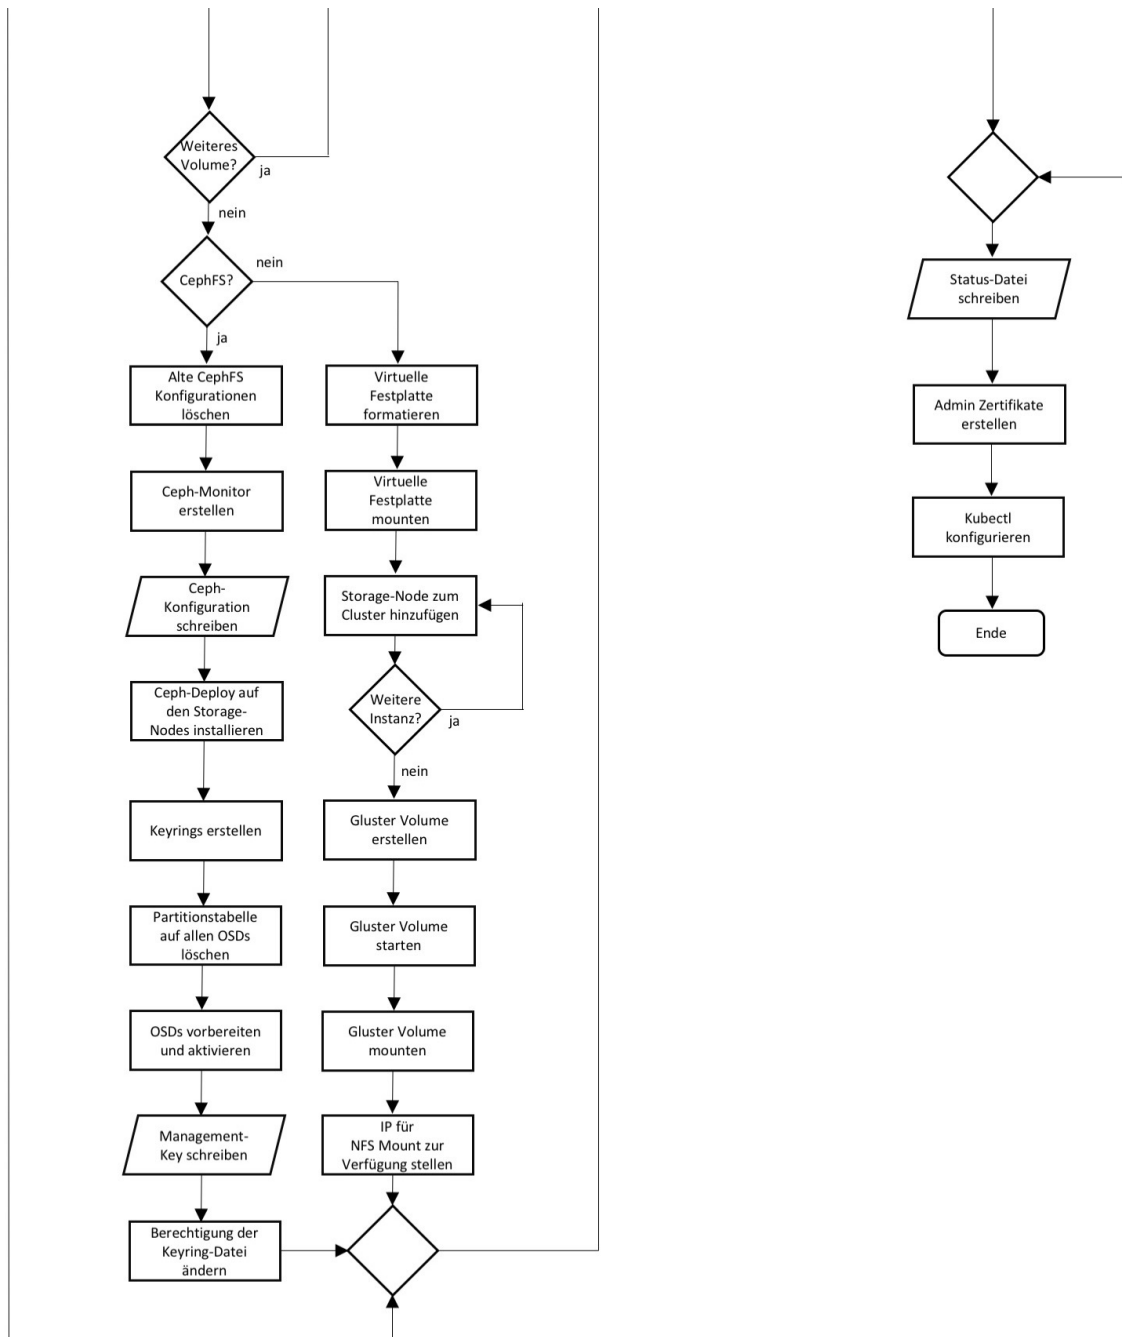 Weiteres
Volume?
ja
nein
CephFS?
nein
ja
Alte CephFS
Konfigurationen
löschen
Ceph-Monitor
erstellen
Ceph-
Konfiguration
schreiben
Ceph-Deploy auf
den Storage-
Nodes installieren
Keyrings erstellen
Partitionstabelle
auf allen OSDs
löschen
OSDs vorbereiten
und aktivieren
Management-
Key schreiben
Berechtigung der
Keyring-Datei
ändern
Virtuelle
Festplatte
formatieren
Virtuelle
Festplatte
mounten
Storage-Node zum
Cluster hinzufügen
Weitere
Instanz?
ja
nein
Gluster Volume
erstellen
Gluster Volume
starten
Gluster Volume
mounten
IP für
NFS Mount zur
Verfügung stellen
Status-Datei
schreiben
Admin Zertifikate
erstellen
Kubectl
konfigurieren
Ende